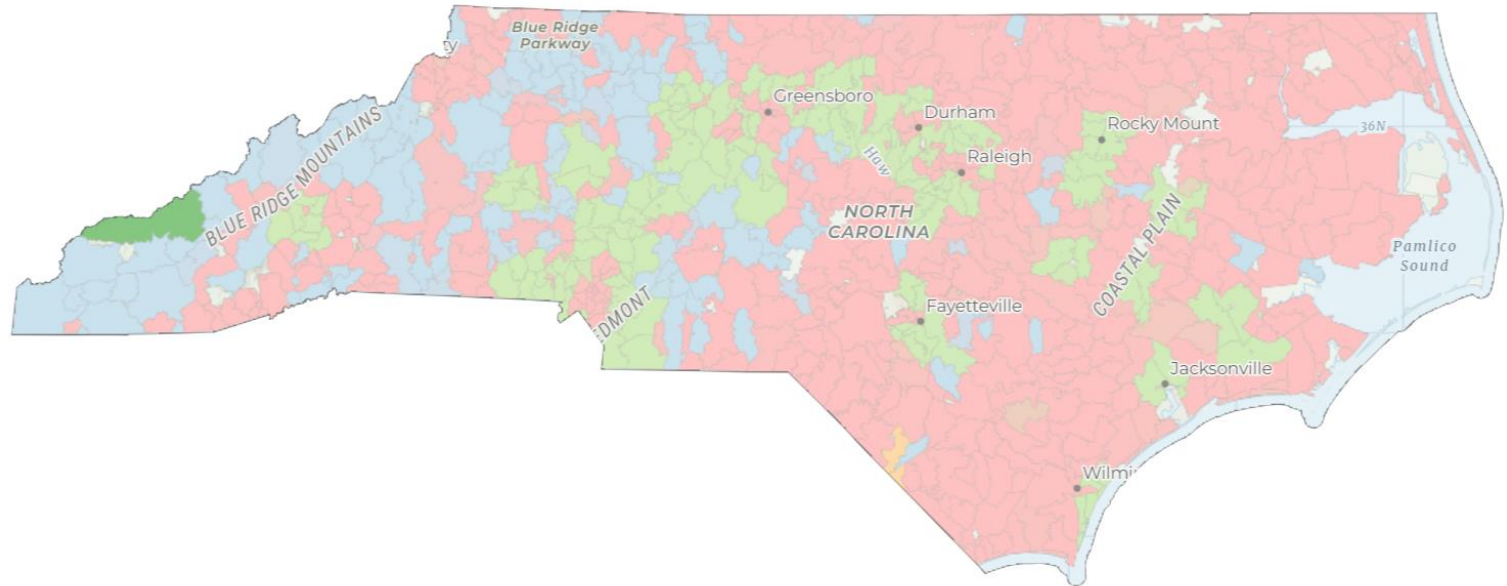 Blue Ridge
Parkway
ty
Greensboro
Durham
Rocky Mount
36N
Haw
Raleigh
BLUE RIDGE MOUNTAINS
NORTH
CAROLINA
COASTAL PLAIN
Pamlico
Sound
EDMONT
Fayetteville
Jacksonville
Wilmi